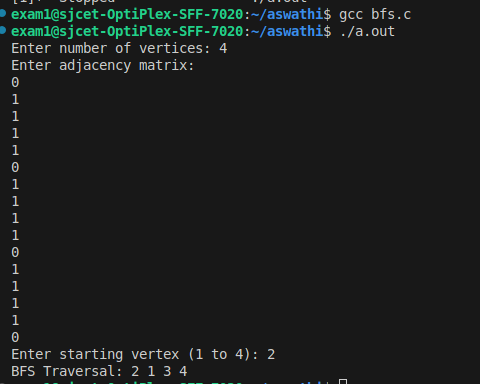 exam1@sjcet-OptiPlex-SFF-7020:~/aswathi$ gcc bfs.c
exam1@sjcet-OptiPlex-SFF-7020:~/aswathi$ ./a.out
Enter number of vertices: 4
Enter adjacency matrix:
0
1
1
1
1
0
1
1
1
1
0
1
1
1
1
0
Enter starting vertex (1 to 4): 2
BFS Traversal: 2 1 3 4